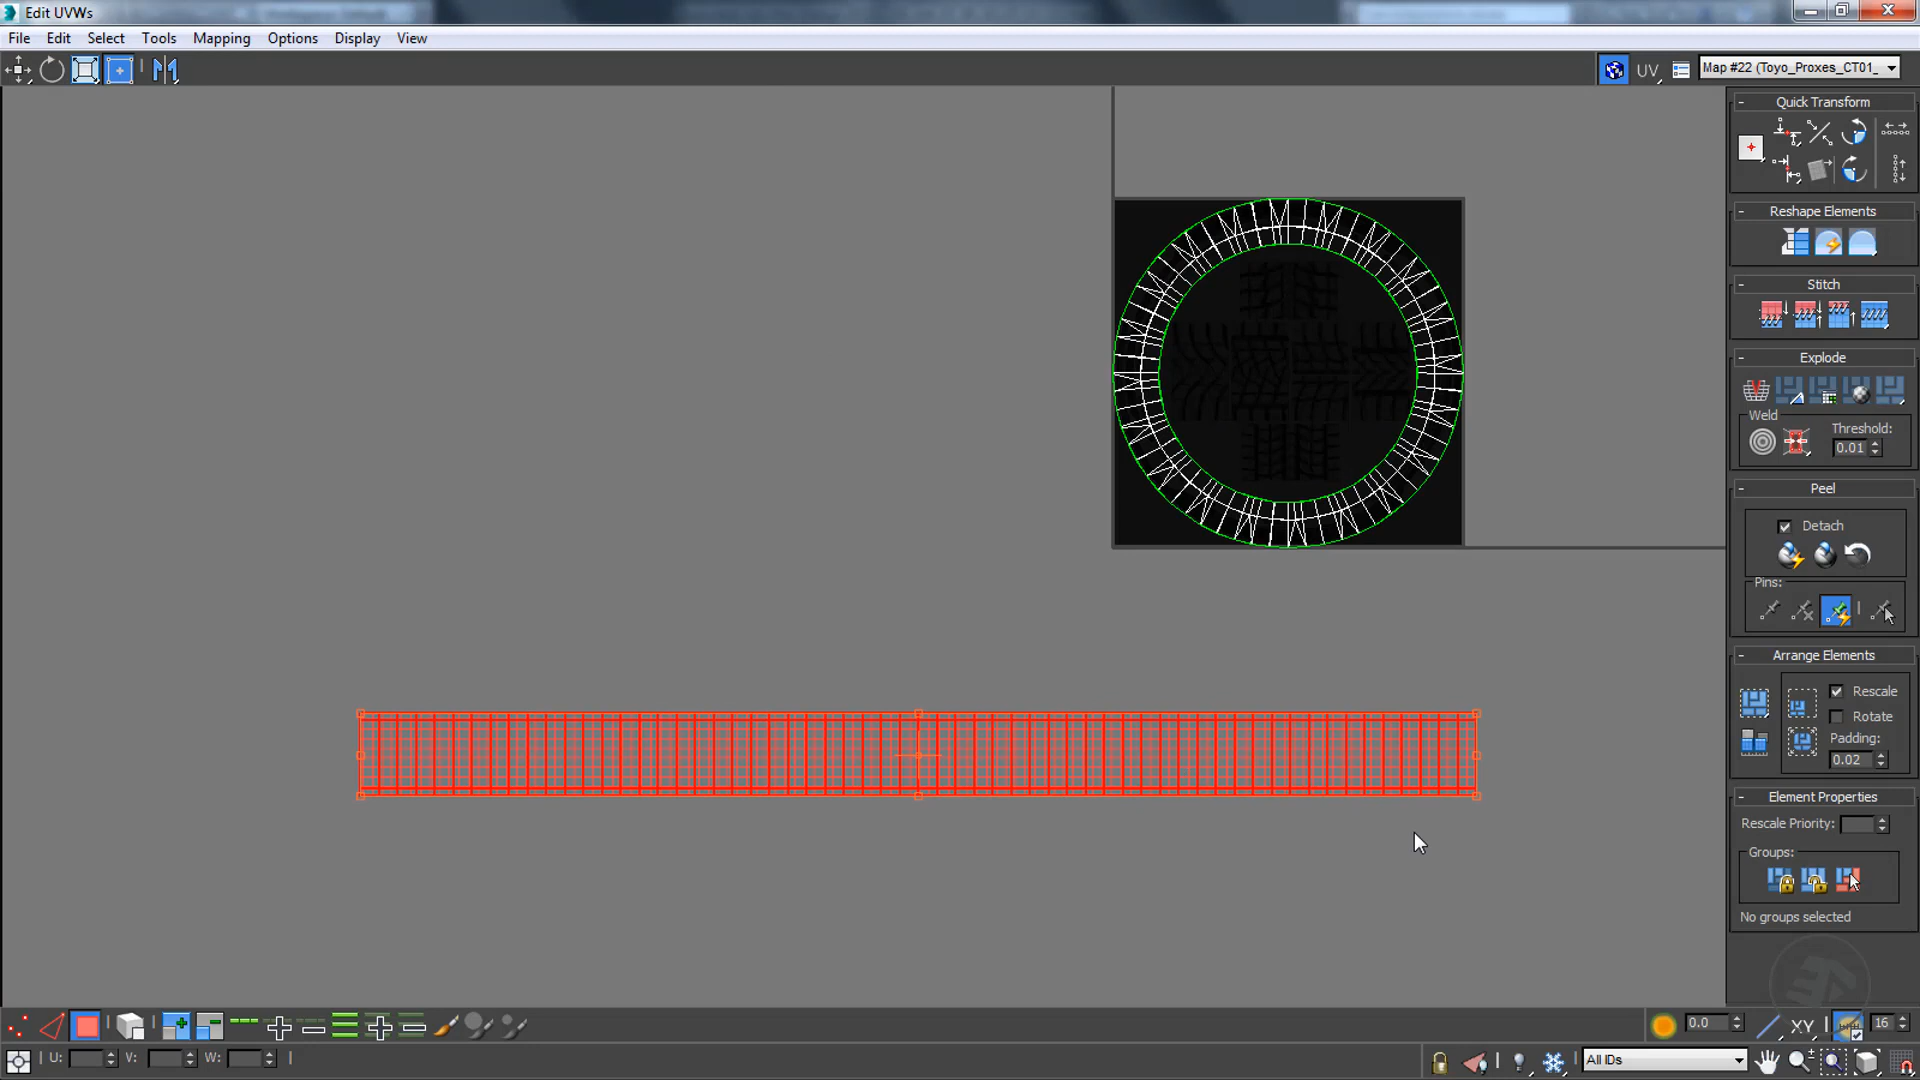 Edit UVWs
File Edit Select Tools Mapping Options Display View
UV Map #22 (Toyo_Proxes_CT01_
- Quick Transform
- Reshape Elements
- Stitch
- Explode
Weld
Threshold:
0.01
- Peel
Detach
Pins:
- Arrange Elements
Rescale
Rotate
Padding:
0.02
- Element Properties
Rescale Priority:
Groups:
No groups selected
0.0 XY 16
U: V: W: All IDs